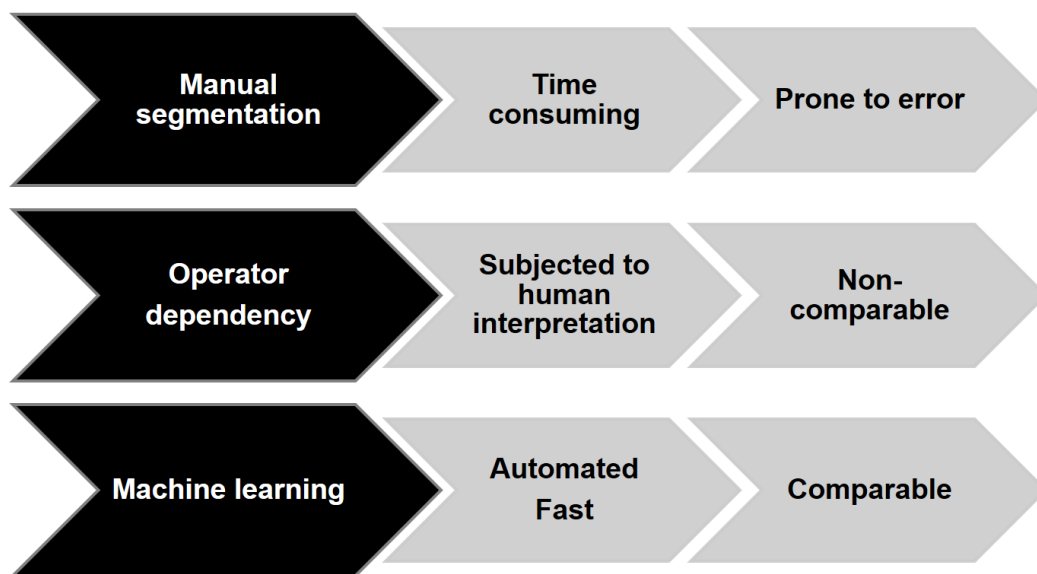 Manual
segmentation
Time
consuming
Prone to error
Operator
dependency
Subjected to
human
interpretation
Non-
comparable
Machine learning
Automated
Fast
Comparable